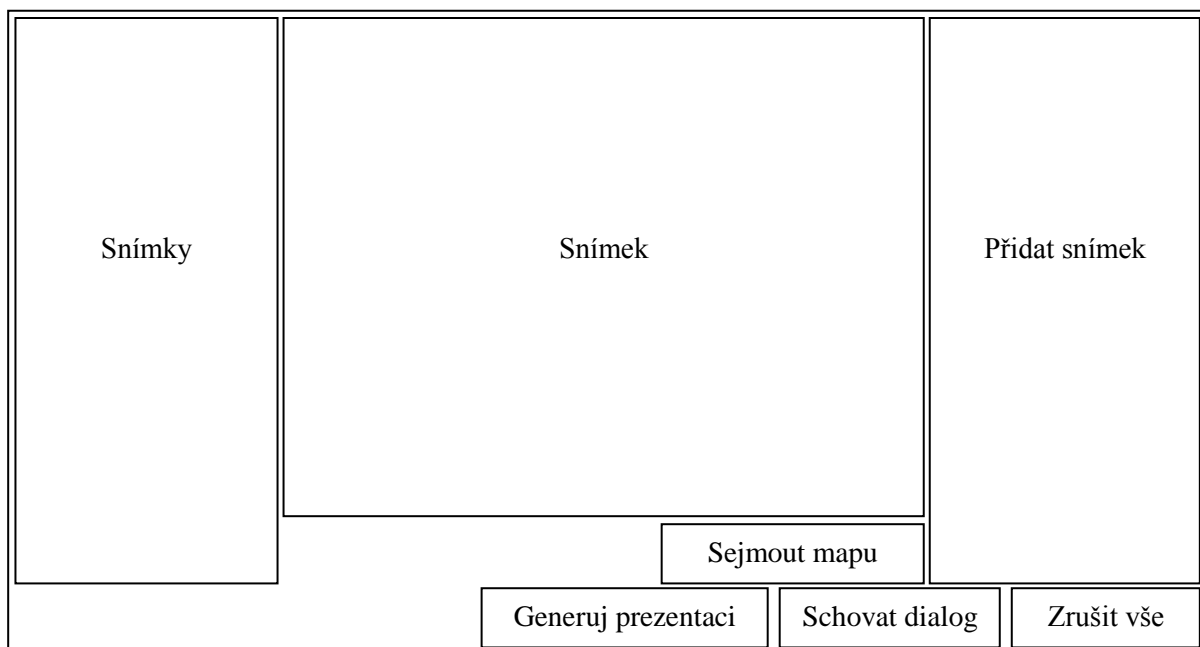 Snímky
Snímek
Přidat snímek
Sejmout mapu
Generuj prezentaci
Schovat dialog
Zrušit vše